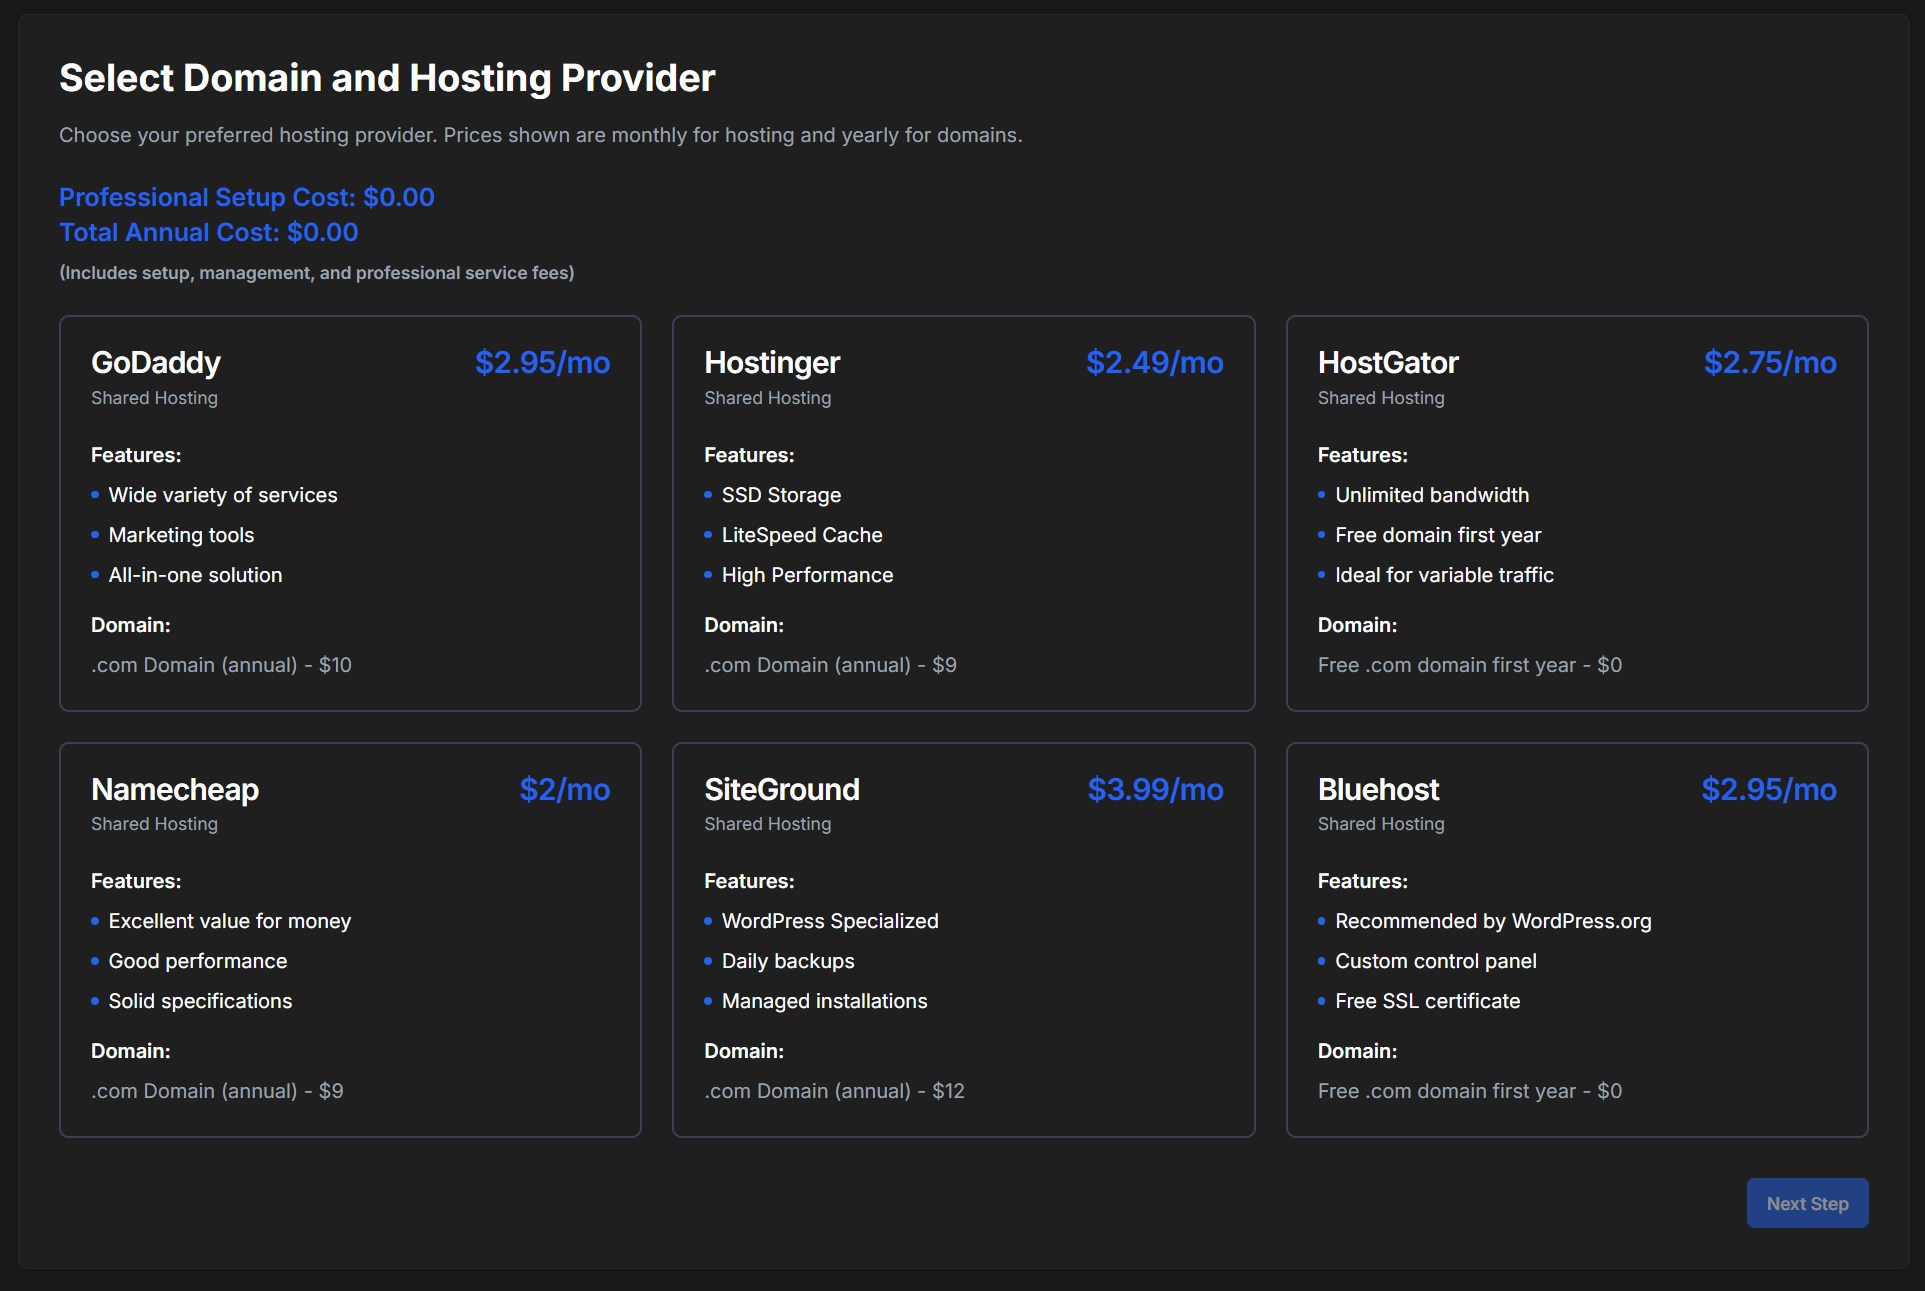 Select Domain and Hosting Provider
Choose your preferred hosting provider. Prices shown are monthly for hosting and yearly for domains.
Professional Setup Cost: $0.00
Total Annual Cost: $0.00
(Includes setup, management, and professional service fees)
GoDaddy
$2.95/mo
Shared Hosting
Features:
Wide variety of services
Marketing tools
All-in-one solution
Domain:
.com Domain (annual) - $10
Hostinger
$2.49/mo
Shared Hosting
Features:
SSD Storage
LiteSpeed Cache
High Performance
Domain:
.com Domain (annual) - $9
HostGator
$2.75/mo
Shared Hosting
Features:
Unlimited bandwidth
Free domain first year
Ideal for variable traffic
Domain:
Free .com domain first year - $0
Namecheap
$2/mo
Shared Hosting
Features:
Excellent value for money
Good performance
Solid specifications
Domain:
.com Domain (annual) - $9
SiteGround
$3.99/mo
Shared Hosting
Features:
WordPress Specialized
Daily backups
Managed installations
Domain:
.com Domain (annual) - $12
Bluehost
$2.95/mo
Shared Hosting
Features:
Recommended by WordPress.org
Custom control panel
Free SSL certificate
Domain:
Free .com domain first year - $0
Next Step